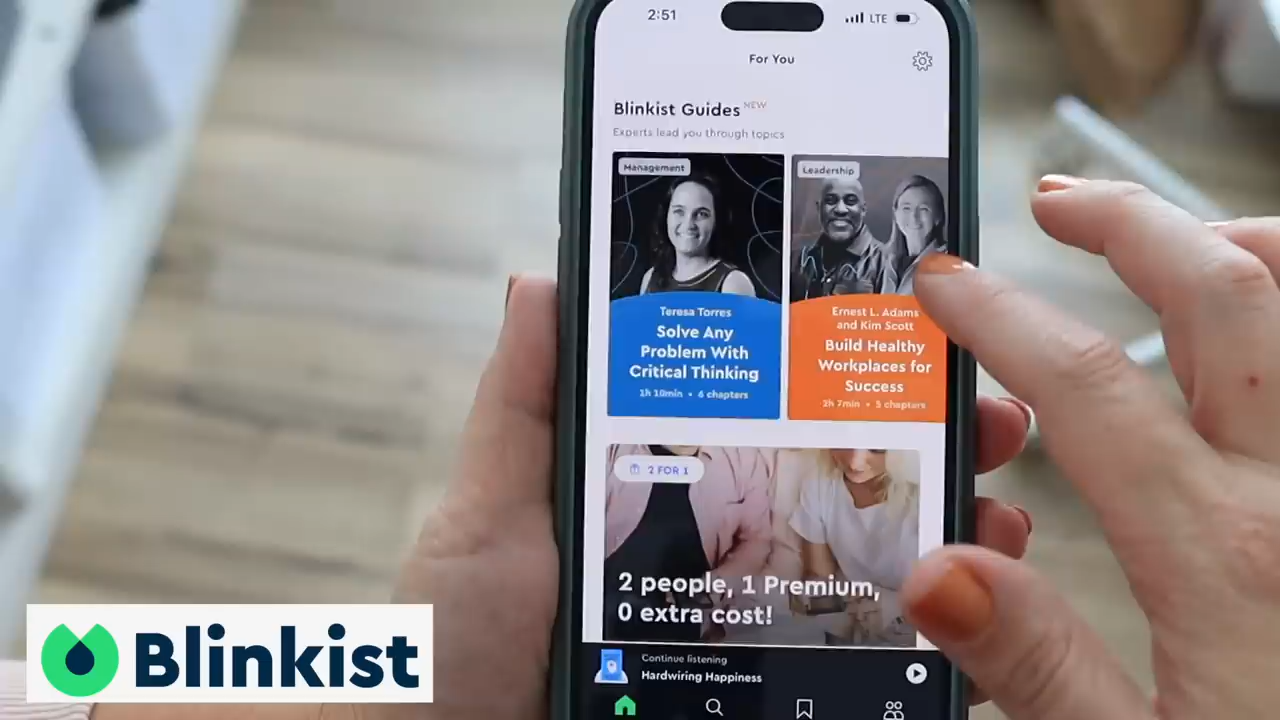 2:51
LTE
For You
Blinkist Guides NEW
Experts lead you through topics
Management
Teresa Torres
Solve Any
Problem With
Critical Thinking
1h 10min • 6 chapters
Leadership
Ernest L. Adams
and Kim Scott
Build Healthy
Workplaces for
Success
2h 7min • 5 chapters
2 FOR 1
2 people, 1 Premium,
0 extra cost!
Continue listening
Hardwiring Happiness
Blinkist